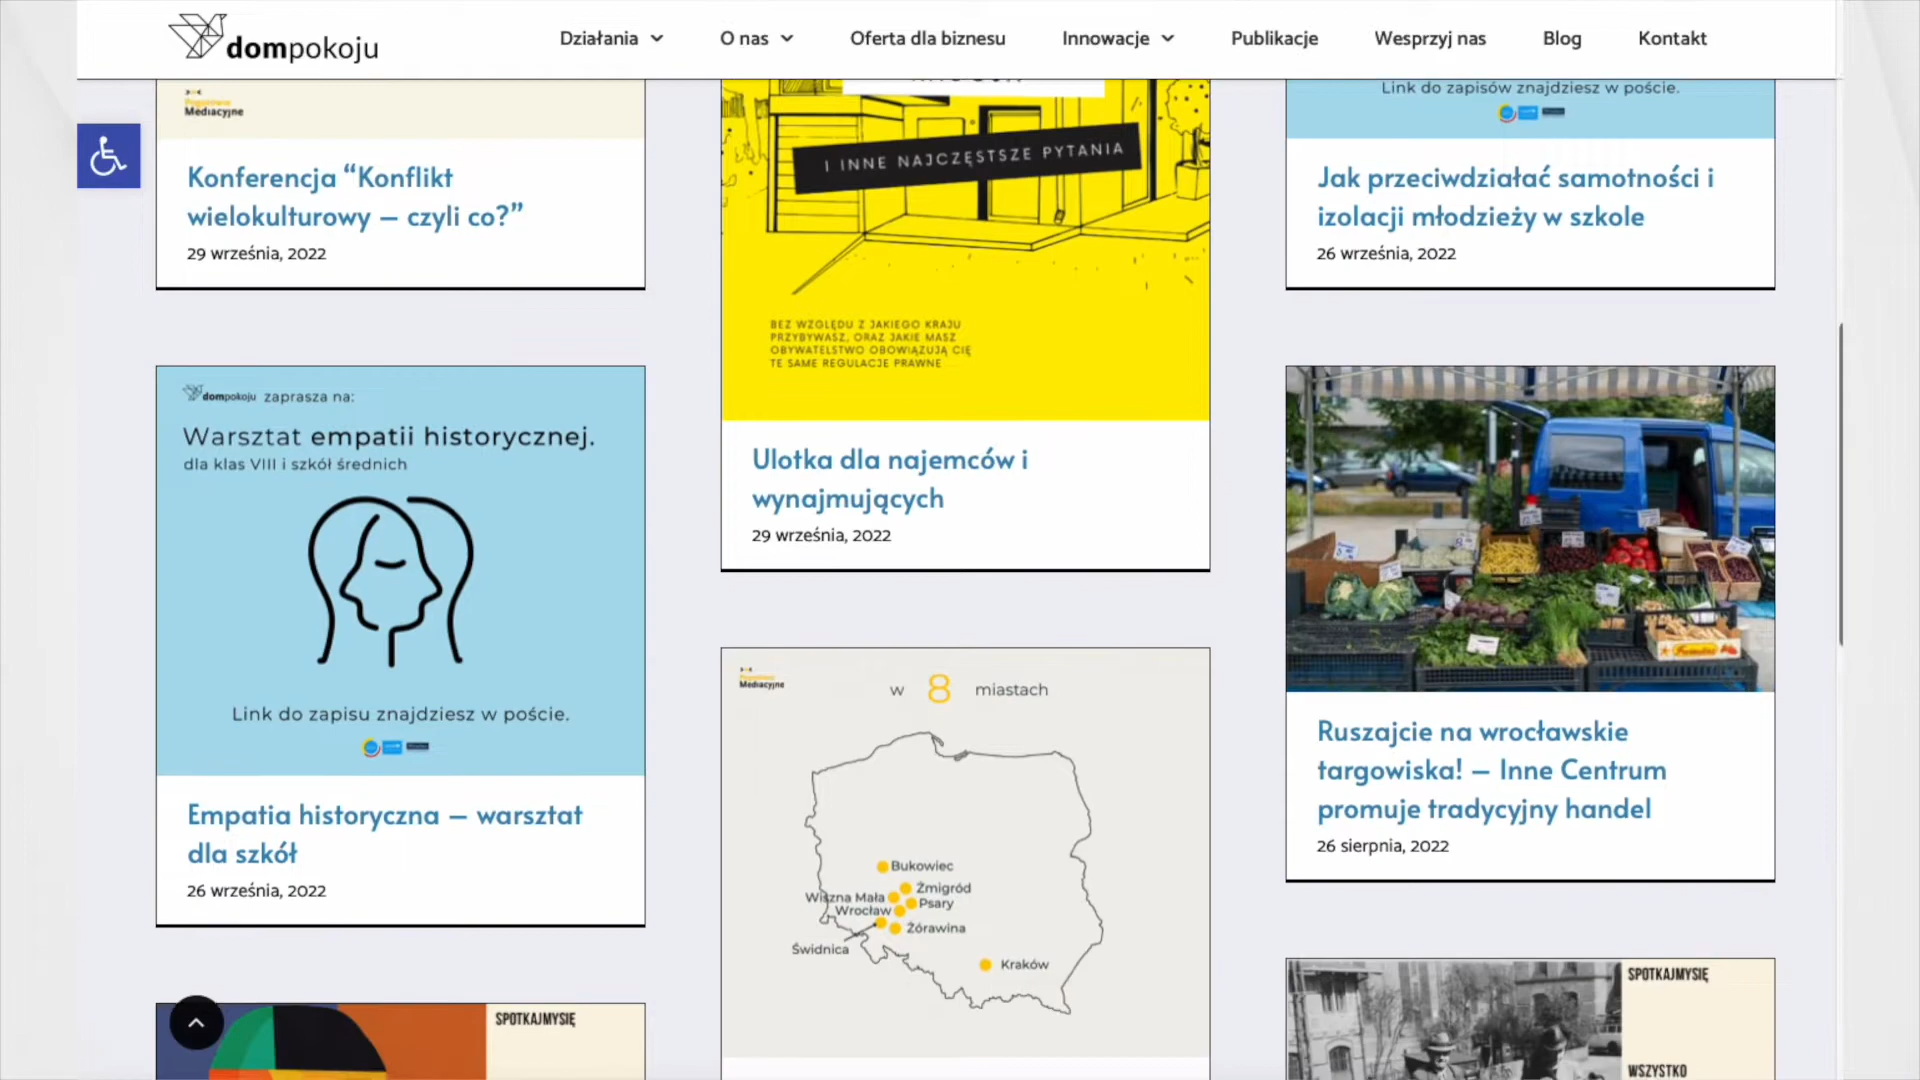 dompokoju
Działania
O nas
Oferta dla biznesu
Innowacje
Publikacje
Wesprzyj nas
Blog
Kontakt
Pogotowie
Mediacyjne
Konferencja “Konflikt
wielokulturowy – czyli co?”
29 września, 2022
dompokoju zaprasza na:
Warsztat empatii historycznej.
dla klas VIII i szkół średnich
Link do zapisu znajdziesz w poście.
Empatia historyczna – warsztat
dla szkół
26 września, 2022
SPOTKAJMYSIĘ
I INNE NAJCZĘSTSZE PYTANIA
BEZ WZGLĘDU Z JAKIEGO KRAJU
PRZYBYWASZ, ORAZ JAKIE MASZ
OBYWATELSTWO OBOWIĄZUJĄ CIĘ
TE SAME REGULACJE PRAWNE
Ulotka dla najemców i
wynajmujących
29 września, 2022
Pogotowie
Mediacyjne
w 8 miastach
Bukowiec
Żmigród
Wiszna Mała
Psary
Wrocław
Żórawina
Świdnica
Kraków
Link do zapisów znajdziesz w poście.
Jak przeciwdziałać samotności i
izolacji młodzieży w szkole
26 września, 2022
Ruszajcie na wrocławskie
targowiska! – Inne Centrum
promuje tradycyjny handel
26 sierpnia, 2022
SPOTKAJMYSIĘ
WSZYSTKO